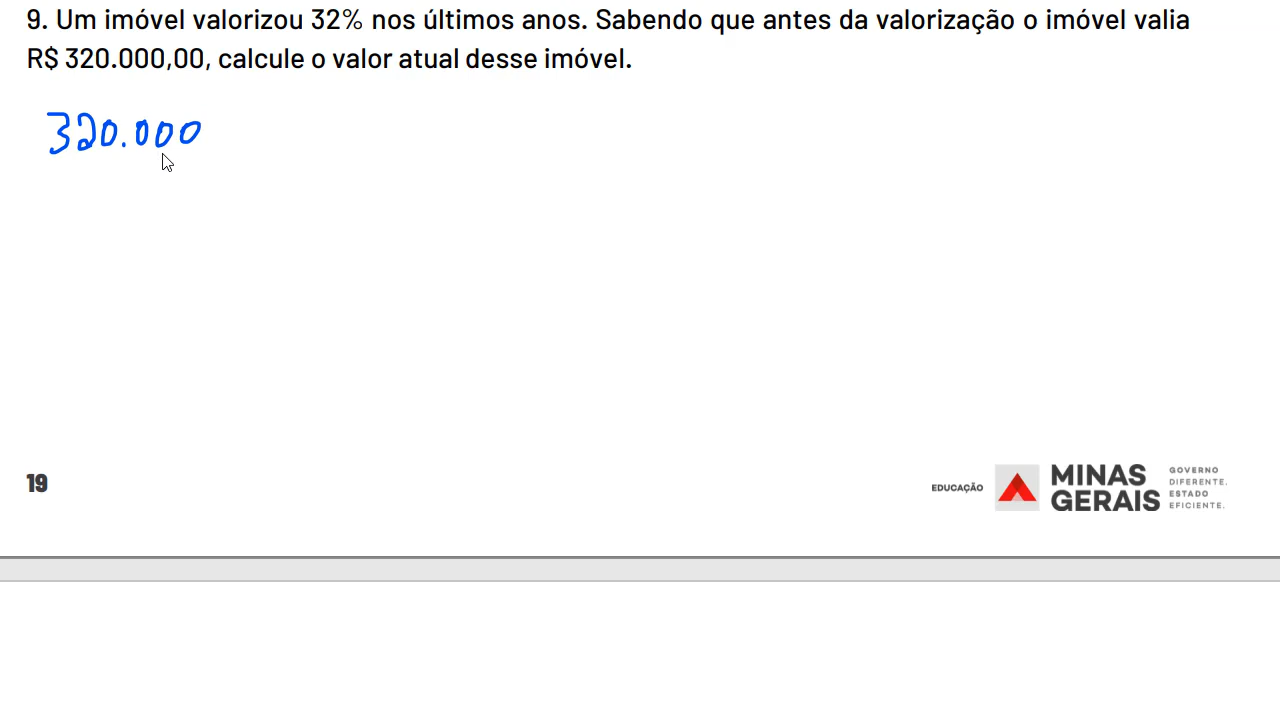 9. Um imóvel valorizou 32% nos últimos anos. Sabendo que antes da valorização o imóvel valia
R$ 320.000,00, calcule o valor atual desse imóvel.
320.000
19
EDUCAÇÃO
MINAS
GERAIS
GOVERNO
DIFERENTE.
ESTADO
EFICIENTE.